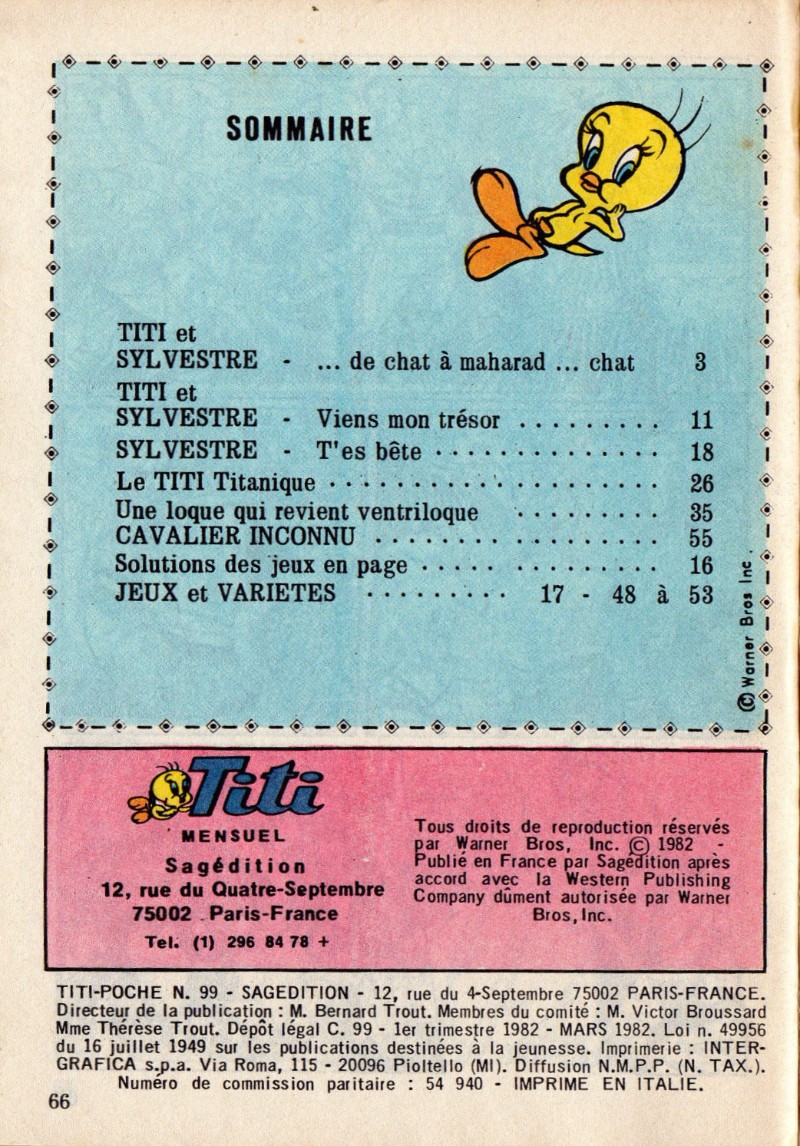 SOMMAIRE
TITI et
SYLVESTRE - ... de chat à maharad ... chat 3
TITI et
SYLVESTRE - Viens mon trésor . . . . . . . . . 11
SYLVESTRE - T'es bête . . . . . . . . . . . . . . 18
Le TITI Titanique . . . . . . . . . . . . . . . . . . . . 26
Une loque qui revient ventriloque . . . . . . . . . 35
CAVALIER INCONNU . . . . . . . . . . . . . . . . 55
Solutions des jeux en page . . . . . . . . . . . . . . 16
JEUX et VARIETES . . . . . . . . . 17 - 48 à 53
© Warner Bros Inc.
Titi
MENSUEL
Sagédition
12, rue du Quatre-Septembre
75002 Paris-France
Tel. (1) 296 84 78 +
Tous droits de reproduction réservés
par Warner Bros, Inc. © 1982 -
Publié en France par Sagédition après
accord avec la Western Publishing
Company dûment autorisée par Warner
Bros, Inc.
TITI-POCHE N. 99 - SAGEDITION - 12, rue du 4-Septembre 75002 PARIS-FRANCE.
Directeur de la publication : M. Bernard Trout. Membres du comité : M. Victor Broussard
Mme Thérèse Trout. Dépôt légal C. 99 - 1er trimestre 1982 - MARS 1982. Loi n. 49956
du 16 juillet 1949 sur les publications destinées à la jeunesse. Imprimerie : INTER-
GRAFICA s.p.a. Via Roma, 115 - 20096 Pioltello (MI). Diffusion N.M.P.P. (N. TAX.).
Numéro de commission paritaire : 54 940 - IMPRIME EN ITALIE.
66